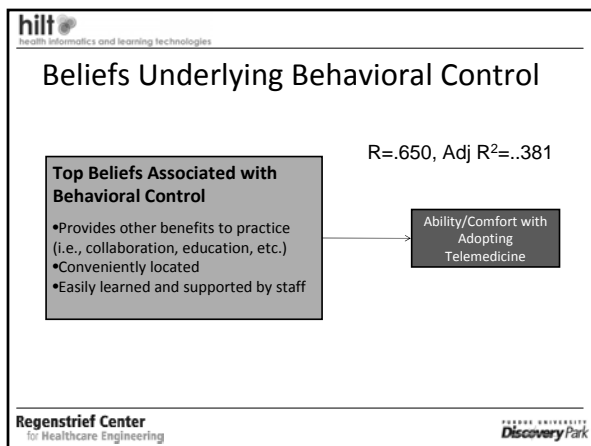 hilt
health informatics and learning technologies
Beliefs Underlying Behavioral Control
R=.650, Adj R²=..381
Top Beliefs Associated with
Behavioral Control
•Provides other benefits to practice
(i.e., collaboration, education, etc.)
•Conveniently located
•Easily learned and supported by staff
Ability/Comfort with
Adopting
Telemedicine
Regenstrief Center
for Healthcare Engineering
PURDUE UNIVERSITY
Discovery Park